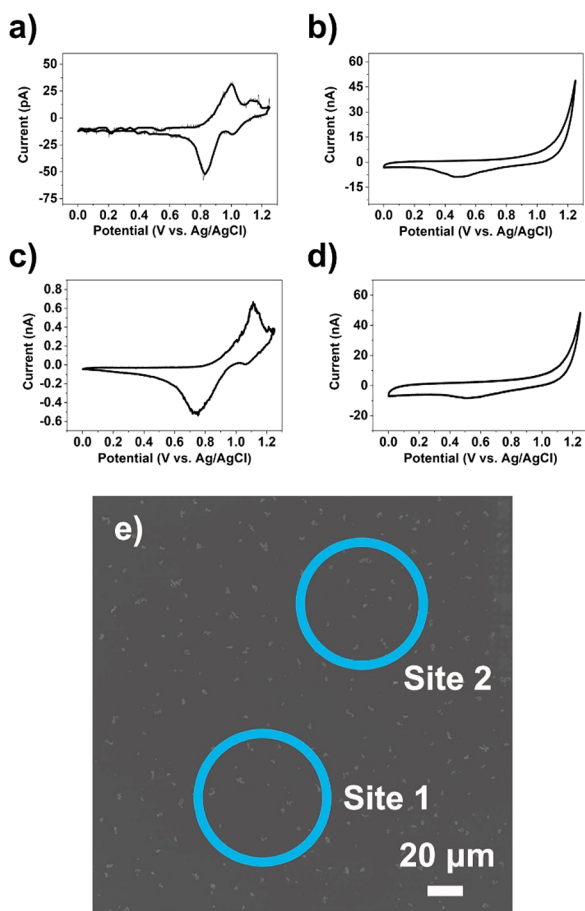 a)
50
25
0
-25
-50
-75
Current (pA)
0.0 0.2 0.4 0.6 0.8 1.0 1.2
Potential (V vs. Ag/AgCl)
b)
60
45
30
15
0
-15
Current (nA)
0.0 0.2 0.4 0.6 0.8 1.0 1.2
Potential (V vs. Ag/AgCl)
c)
0.8
0.6
0.4
0.2
0.0
-0.2
-0.4
-0.6
Current (nA)
0.0 0.2 0.4 0.6 0.8 1.0 1.2
Potential (V vs. Ag/AgCl)
d)
60
40
20
0
-20
Current (nA)
0.0 0.2 0.4 0.6 0.8 1.0 1.2
Potential (V vs. Ag/AgCl)
e)
Site 2
Site 1
20 µm